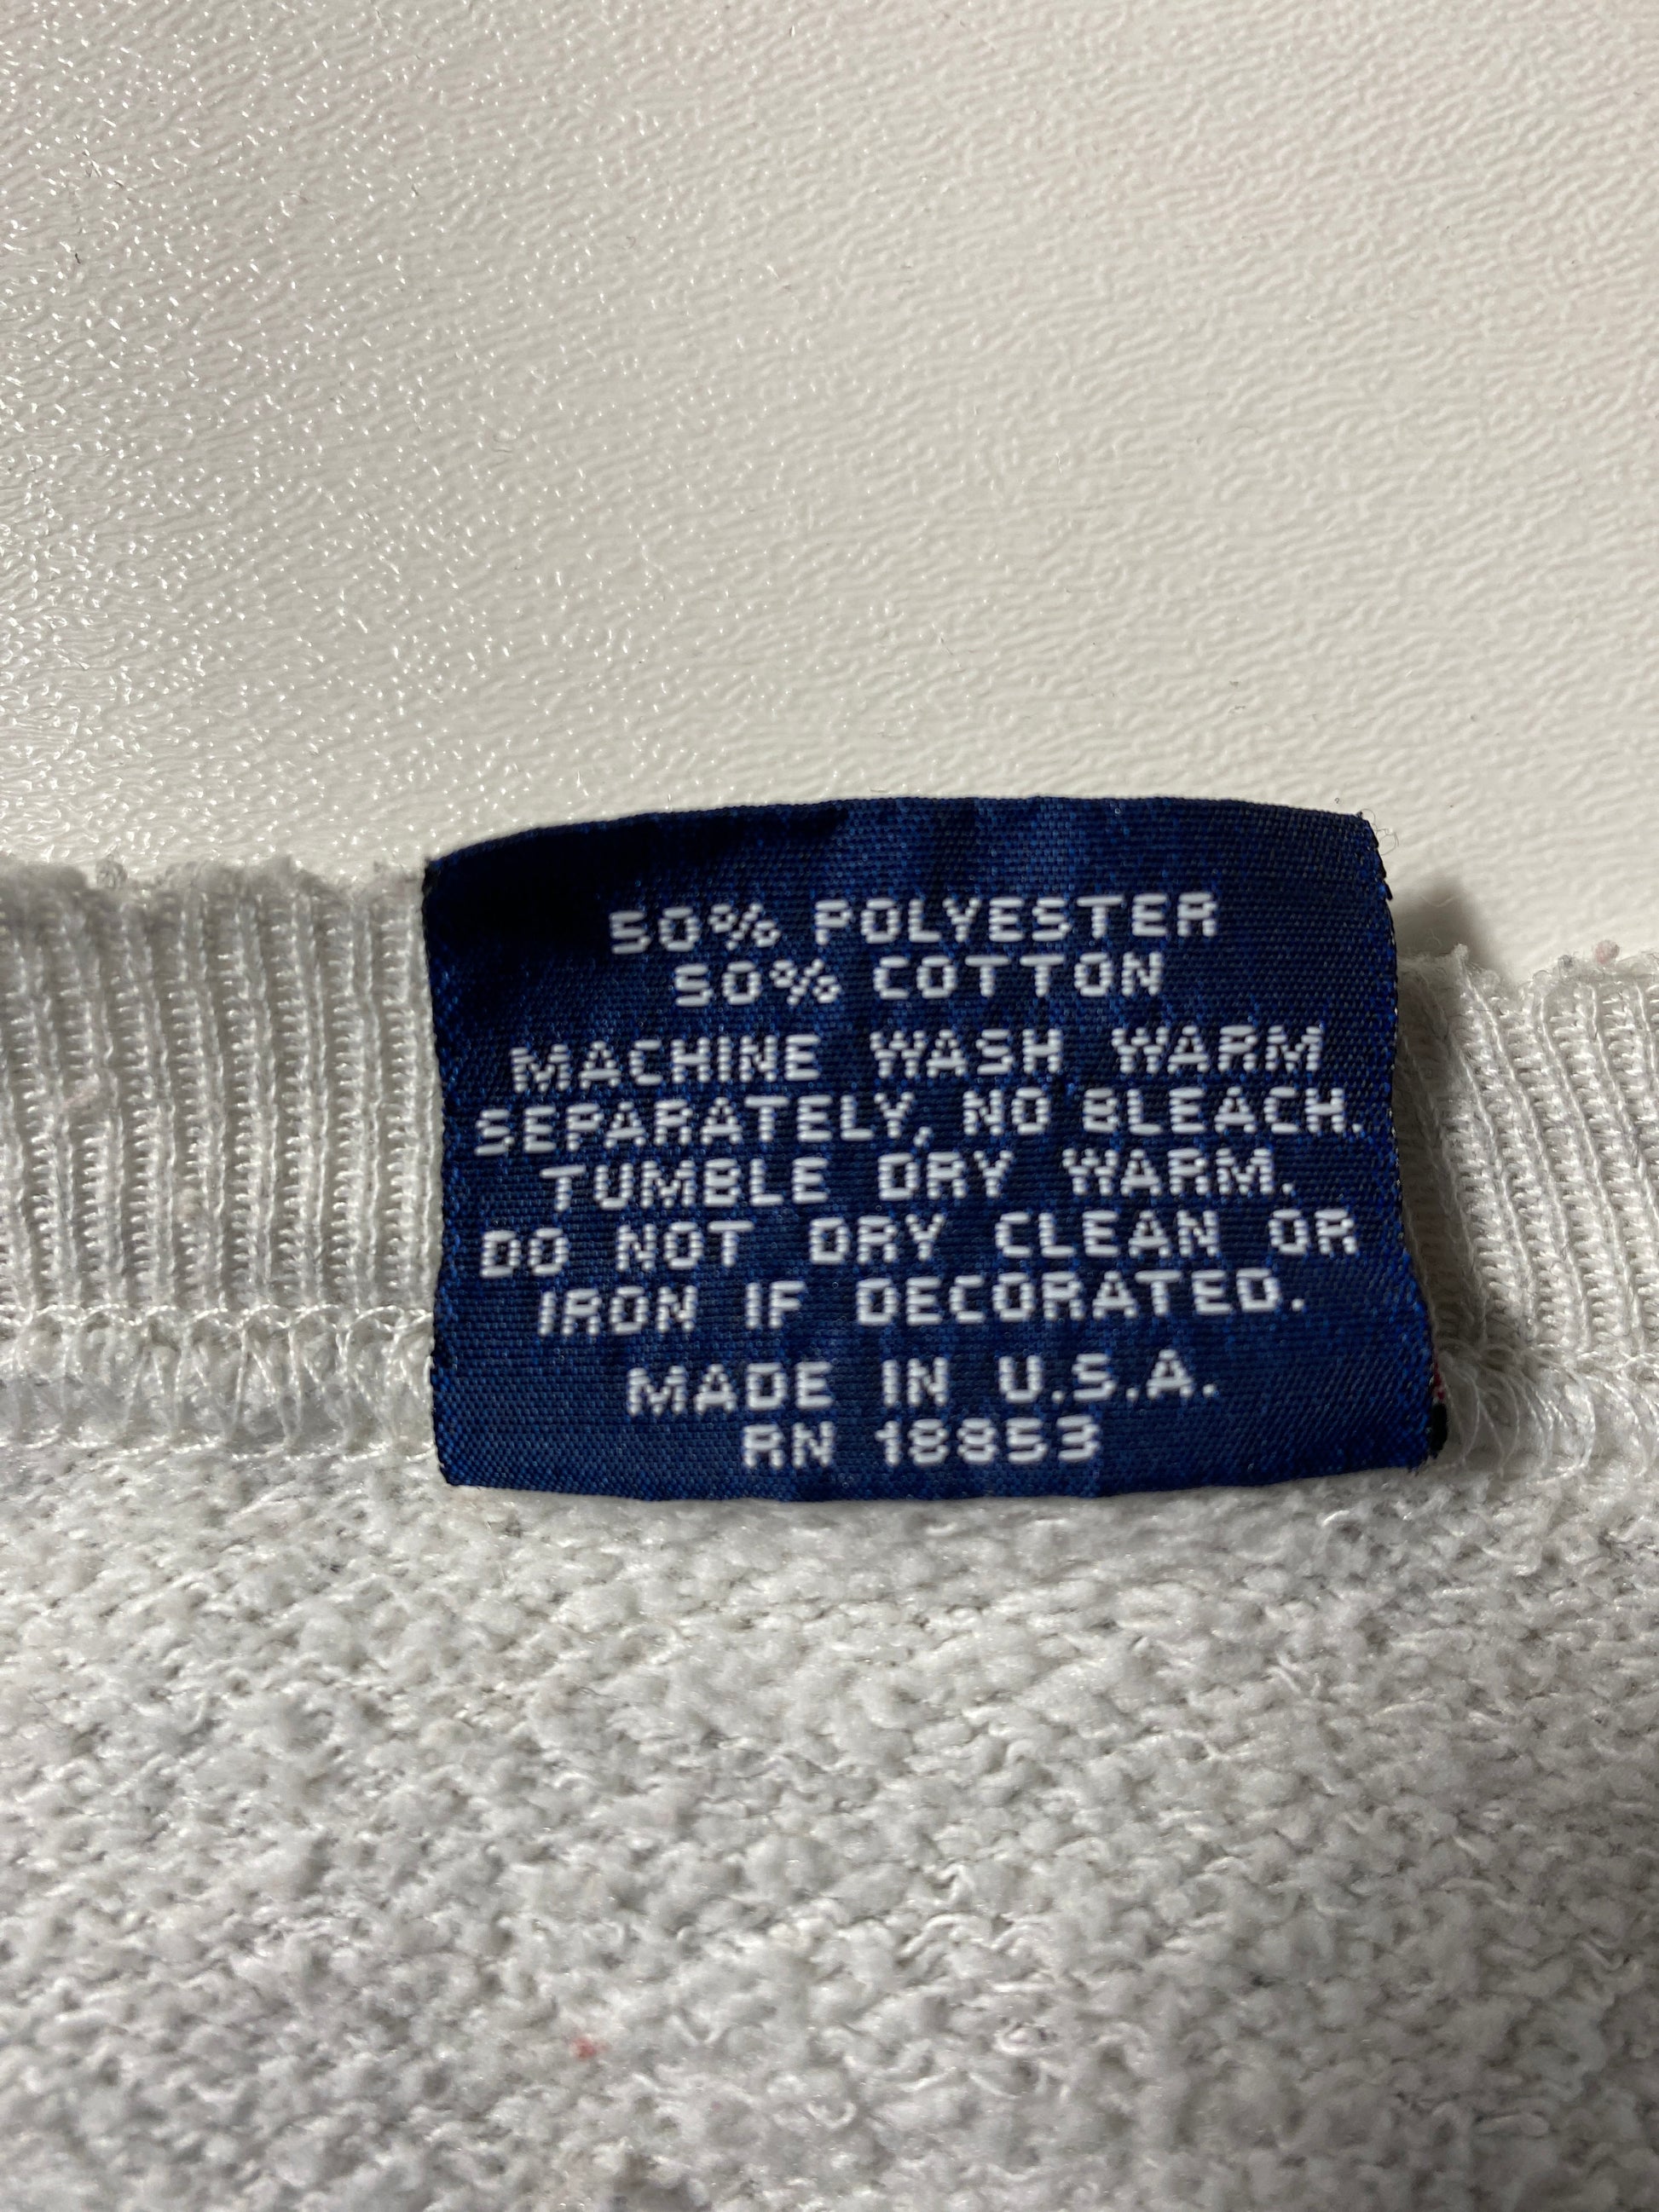 50% POLYESTER
50% COTTON
MACHINE WASH WARM
SEPARATELY, NO BLEACH.
TUMBLE DRY WARM.
DO NOT DRY CLEAN OR
IRON IF DECORATED.
MADE IN U.S.A.
RN 18853